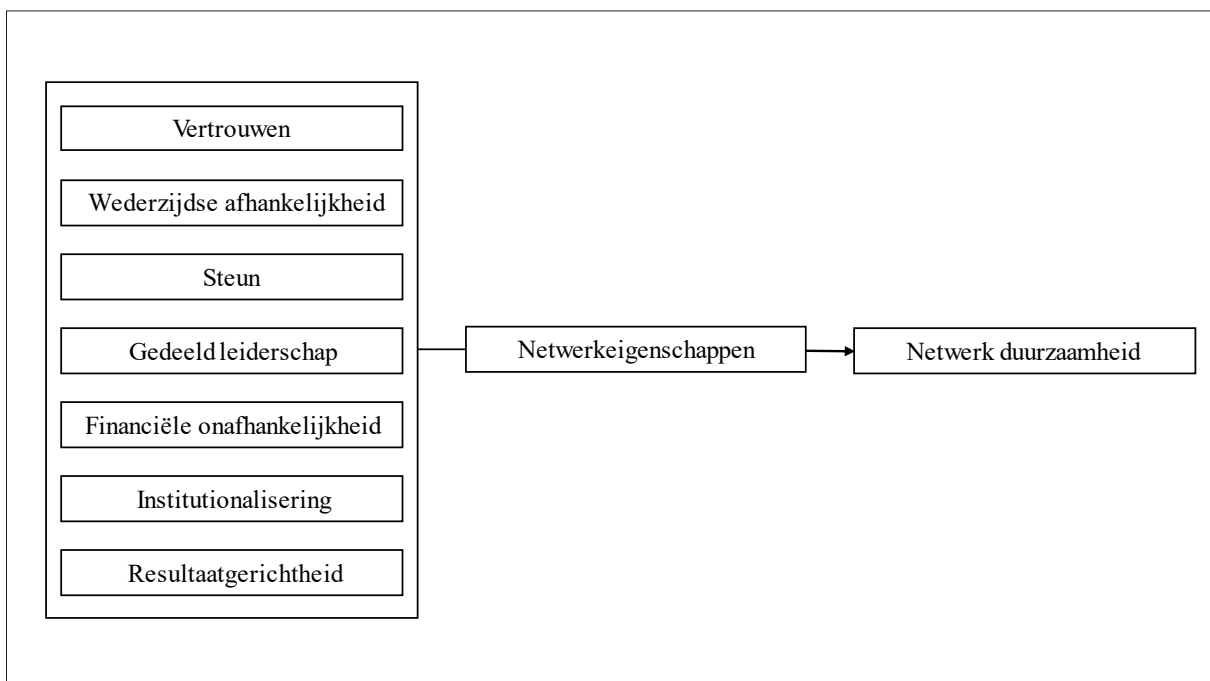 Vertrouwen
Wederzijdse afhankelijkheid
Steun
Gedeeld leiderschap
Financiële onafhankelijkheid
Institutionalisering
Resultaatgerichtheid
Netwerkeigenschappen
Netwerk duurzaamheid